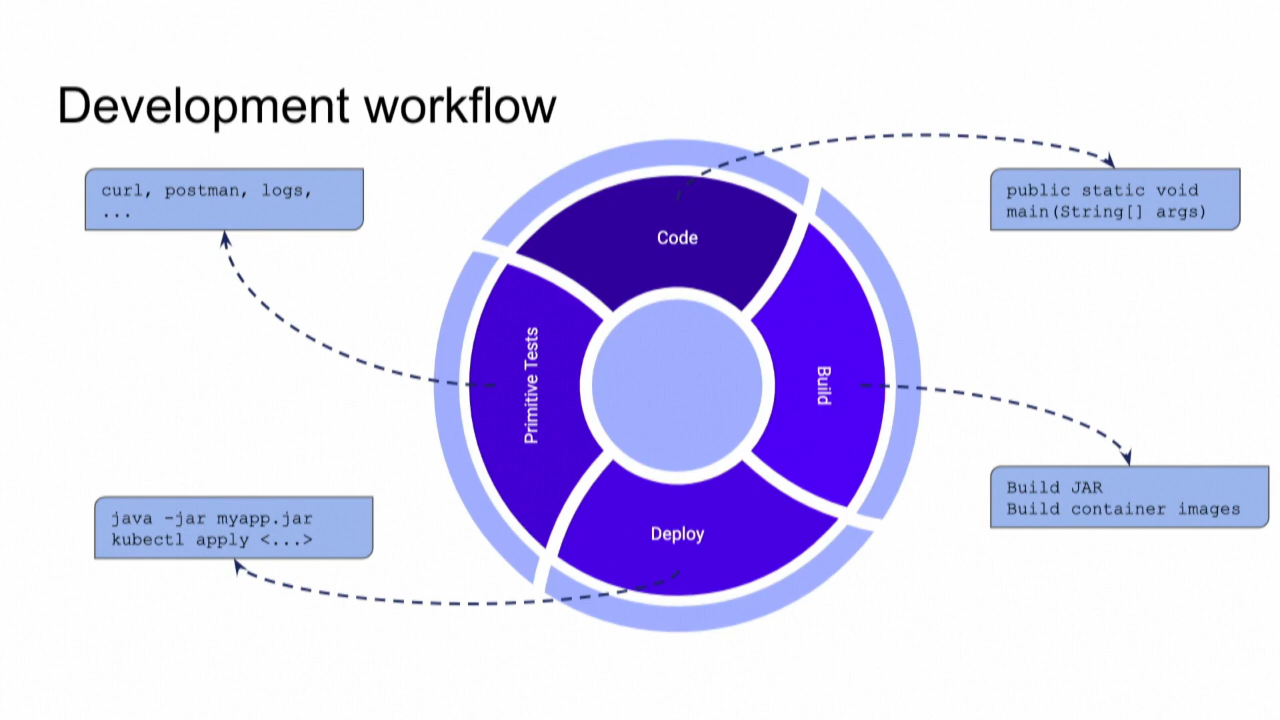 Development workflow
curl, postman, logs,
...
public static void
main(String[] args)
Code
Primitive Tests
Build
Deploy
java -jar myapp.jar
kubectl apply <...>
Build JAR
Build container images